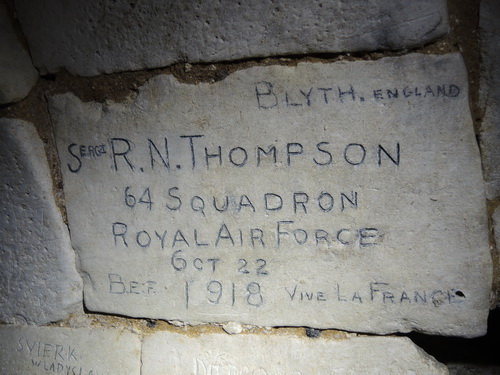 BLYTH. ENGLAND
SERGT R.N. THOMPSON
64 SQUADRON
ROYAL AIR FORCE
OCT 22
B.E.F. 1918 VIVE LA FRANCE